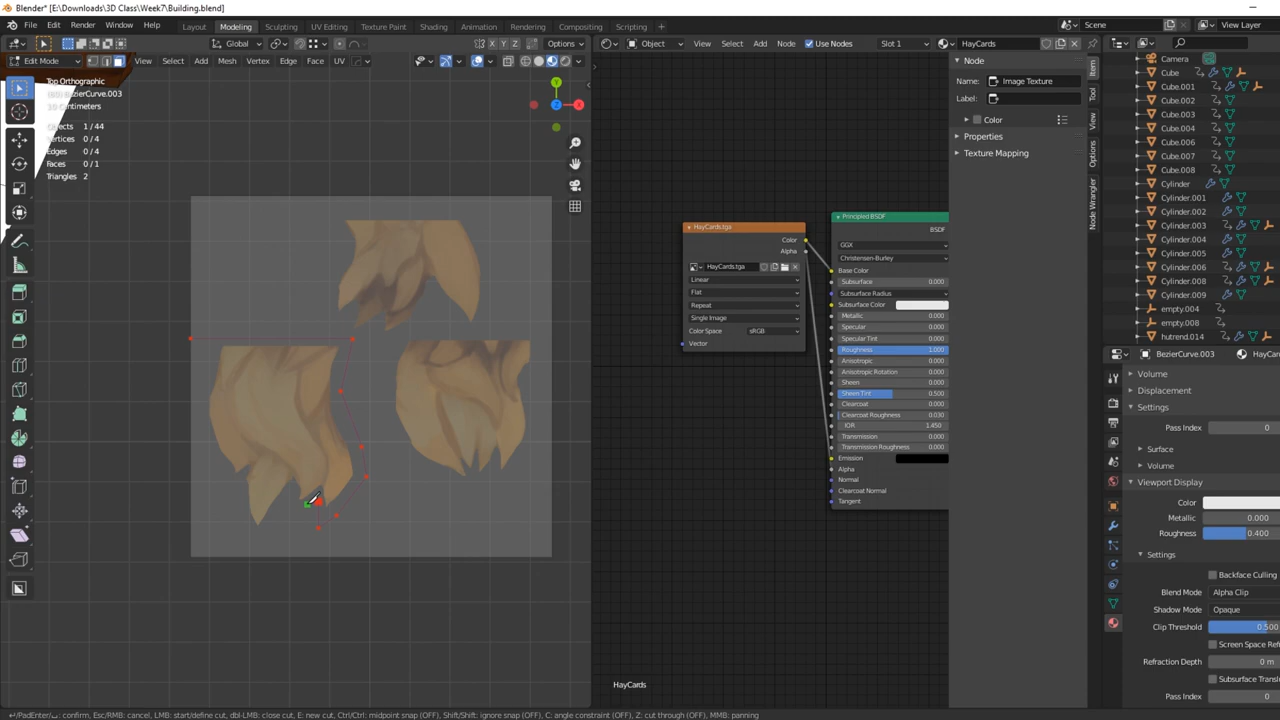 Blender* [E:\Downloads\3D Class\Week7\Building.blend]
File Edit Render Window Help Layout Modeling Sculpting UV Editing Texture Paint Shading Animation Rendering Compositing Scripting Scene View Layer
Global Options Object View Select Add Node Use Nodes Slot 1 HayCards
Edit Mode View Select Add Mesh Vertex Edge Face UV
Top Orthographic
(60) BezierCurve.003
10 Centimeters
Objects 1/44
Vertices 0/4
Edges 0/4
Faces 0/1
Triangles 2
Y
X
Z
HayCards.tga
Color
Alpha
HayCards.tga
Linear
Flat
Repeat
Single Image
Color Space sRGB
Vector
Principled BSDF
BSDF
GGX
Christensen-Burley
Base Color
Subsurface 0.000
Subsurface Radius
Subsurface Color
Metallic 0.000
Specular 0.000
Specular Tint 0.000
Roughness 1.000
Anisotropic 0.000
Anisotropic Rotation 0.000
Sheen 0.000
Sheen Tint 0.500
Clearcoat 0.000
Clearcoat Roughness 0.030
IOR 1.450
Transmission 0.000
Transmission Roughness 0.000
Emission
Alpha
Normal
Clearcoat Normal
Tangent
HayCards
Node
Name: Image Texture
Label:
Color
Properties
Texture Mapping
Item
Tool
View
Options
Node Wrangler
Camera
Cube
Cube.001
Cube.002
Cube.003
Cube.004
Cube.006
Cube.007
Cube.008
Cylinder
Cylinder.001
Cylinder.002
Cylinder.003
Cylinder.004
Cylinder.005
Cylinder.006
Cylinder.007
Cylinder.008
Cylinder.009
empty.004
empty.008
hutrend.014
BezierCurve.003 HayCar
Volume
Displacement
Settings
Pass Index 0
Surface
Volume
Viewport Display
Color
Metallic 0.000
Roughness 0.400
Settings
Backface Culling
Blend Mode Alpha Clip
Shadow Mode Opaque
Clip Threshold 0.500
Screen Space Refr
Refraction Depth 0 m
Subsurface Transl
Pass Index 0
/PadEnter/ : confirm, Esc/RMB: cancel, LMB: start/define cut, dbl-LMB: close cut, E: new cut, Ctrl/Ctrl: midpoint snap (OFF), Shift/Shift: ignore snap (OFF), C: angle constraint (OFF), Z: cut through (OFF), MMB: panning